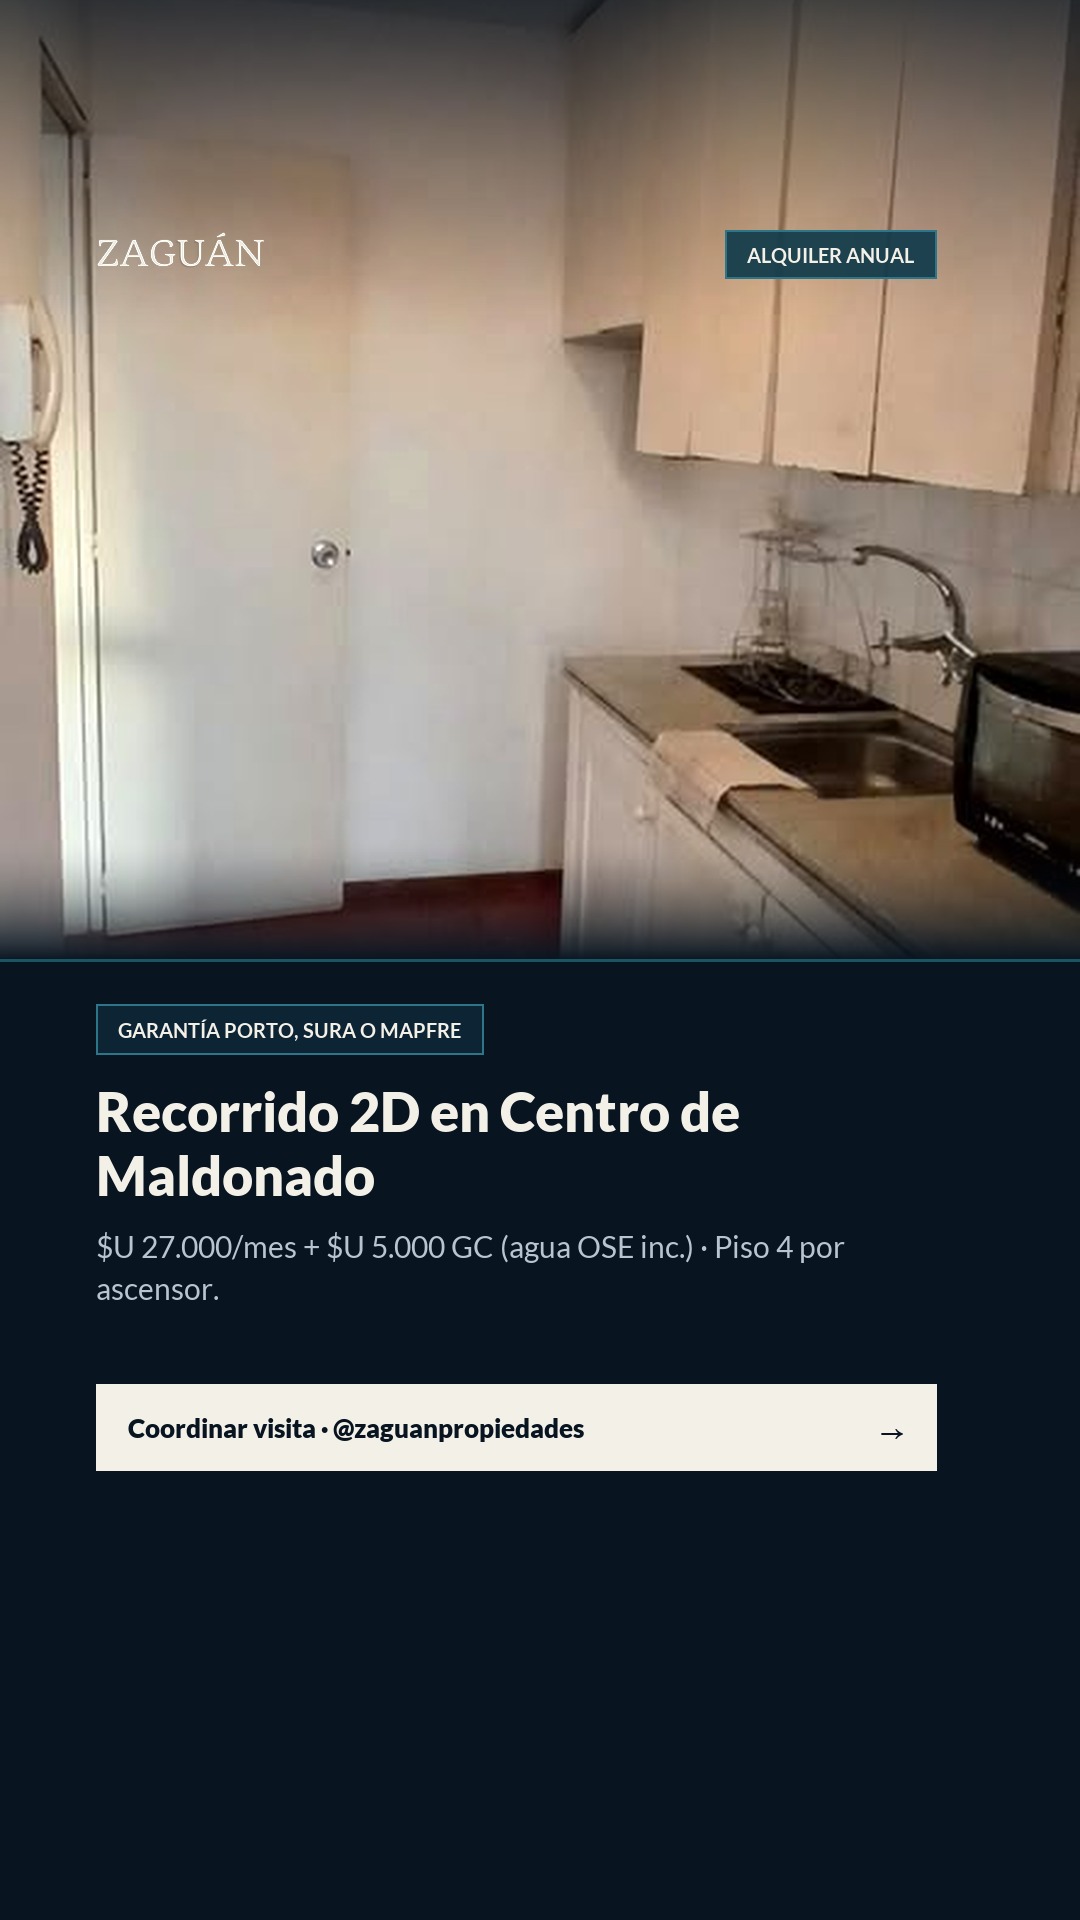 ZAGUÁN
ALQUILER ANUAL
GARANTÍA PORTO, SURA O MAPFRE
Recorrido 2D en Centro de
Maldonado
$U 27.000/mes + $U 5.000 GC (agua OSE inc.) · Piso 4 por
ascensor.
Coordinar visita · @zaguanpropiedades →